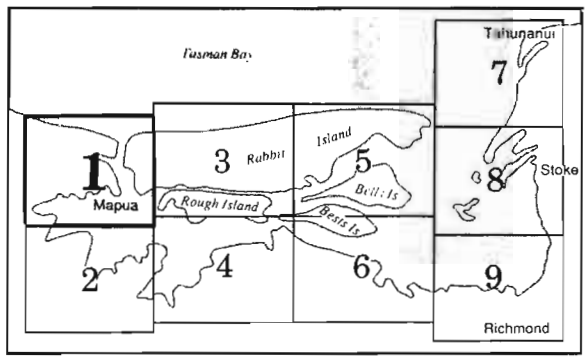 Tahunanui
Tasman Bay
7
Island
1
3
Rabbit
5
8
Stoke
Mapua
Rough Island
Bells Is
Bests Is.
2
4
6
9
Richmond